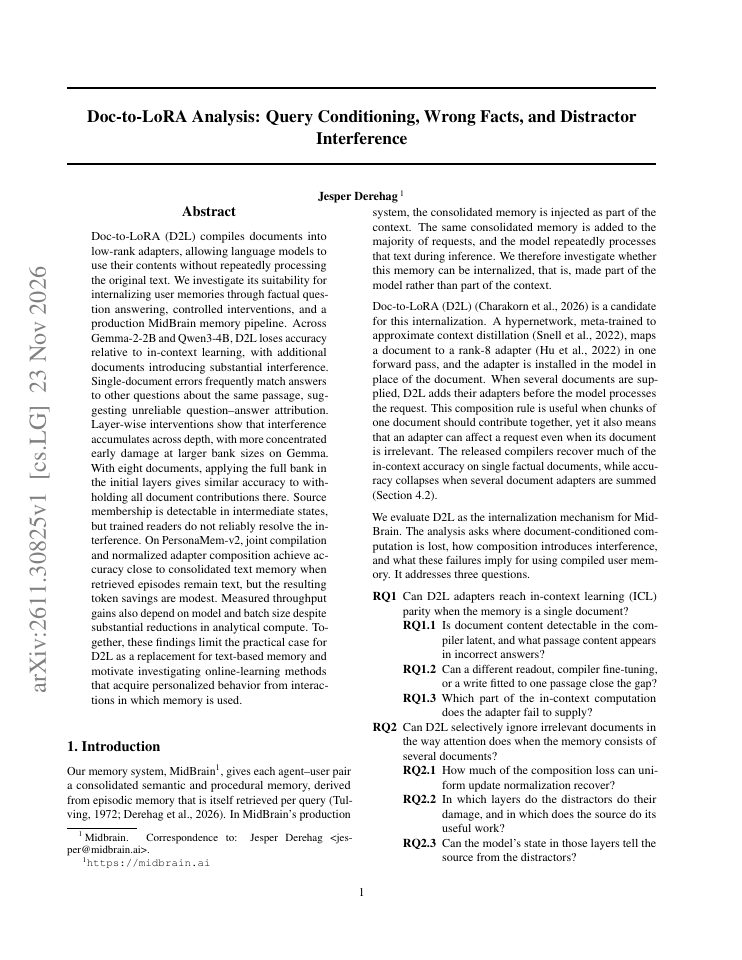 Doc-to-LoRA Analysis: Query Conditioning, Wrong Facts, and Distractor
Interference
Jesper Derehag 1
Abstract
Doc-to-LoRA (D2L) compiles documents into
low-rank adapters, allowing language models to
use their contents without repeatedly processing
the original text. We investigate its suitability for
internalizing user memories through factual ques-
tion answering, controlled interventions, and a
production MidBrain memory pipeline. Across
Gemma-2-2B and Qwen3-4B, D2L loses accuracy
relative to in-context learning, with additional
documents introducing substantial interference.
Single-document errors frequently match answers
to other questions about the same passage, sug-
gesting unreliable question–answer attribution.
Layer-wise interventions show that interference
accumulates across depth, with more concentrated
early damage at larger bank sizes on Gemma.
With eight documents, applying the full bank in
the initial layers gives similar accuracy to with-
holding all document contributions there. Source
membership is detectable in intermediate states,
but trained readers do not reliably resolve the in-
terference. On PersonaMem-v2, joint compilation
and normalized adapter composition achieve ac-
curacy close to consolidated text memory when
retrieved episodes remain text, but the resulting
token savings are modest. Measured throughput
gains also depend on model and batch size despite
substantial reductions in analytical compute. To-
gether, these findings limit the practical case for
D2L as a replacement for text-based memory and
motivate investigating online-learning methods
that acquire personalized behavior from interac-
tions in which memory is used.
1. Introduction
Our memory system, MidBrain1, gives each agent–user pair
a consolidated semantic and procedural memory, derived
from episodic memory that is itself retrieved per query (Tul-
ving, 1972; Derehag et al., 2026). In MidBrain's production
1Midbrain. Correspondence to: Jesper Derehag <jes-
per@midbrain.ai>.
1https://midbrain.ai
system, the consolidated memory is injected as part of the
context. The same consolidated memory is added to the
majority of requests, and the model repeatedly processes
that text during inference. We therefore investigate whether
this memory can be internalized, that is, made part of the
model rather than part of the context.
Doc-to-LoRA (D2L) (Charakorn et al., 2026) is a candidate
for this internalization. A hypernetwork, meta-trained to
approximate context distillation (Snell et al., 2022), maps
a document to a rank-8 adapter (Hu et al., 2022) in one
forward pass, and the adapter is installed in the model in
place of the document. When several documents are sup-
plied, D2L adds their adapters before the model processes
the request. This composition rule is useful when chunks of
one document should contribute together, yet it also means
that an adapter can affect a request even when its document
is irrelevant. The released compilers recover much of the
in-context accuracy on single factual documents, while accu-
racy collapses when several document adapters are summed
(Section 4.2).
We evaluate D2L as the internalization mechanism for Mid-
Brain. The analysis asks where document-conditioned com-
putation is lost, how composition introduces interference,
and what these failures imply for using compiled user mem-
ory. It addresses three questions.
RQ1 Can D2L adapters reach in-context learning (ICL)
parity when the memory is a single document?
RQ1.1 Is document content detectable in the com-
piler latent, and what passage content appears
in incorrect answers?
RQ1.2 Can a different readout, compiler fine-tuning,
or a write fitted to one passage close the gap?
RQ1.3 Which part of the in-context computation
does the adapter fail to supply?
RQ2 Can D2L selectively ignore irrelevant documents in
the way attention does when the memory consists of
several documents?
RQ2.1 How much of the composition loss can uni-
form update normalization recover?
RQ2.2 In which layers do the distractors do their
damage, and in which does the source do its
useful work?
RQ2.3 Can the model's state in those layers tell the
source from the distractors?
1
arXiv:2611.30825v1 [cs.LG] 23 Nov 2026